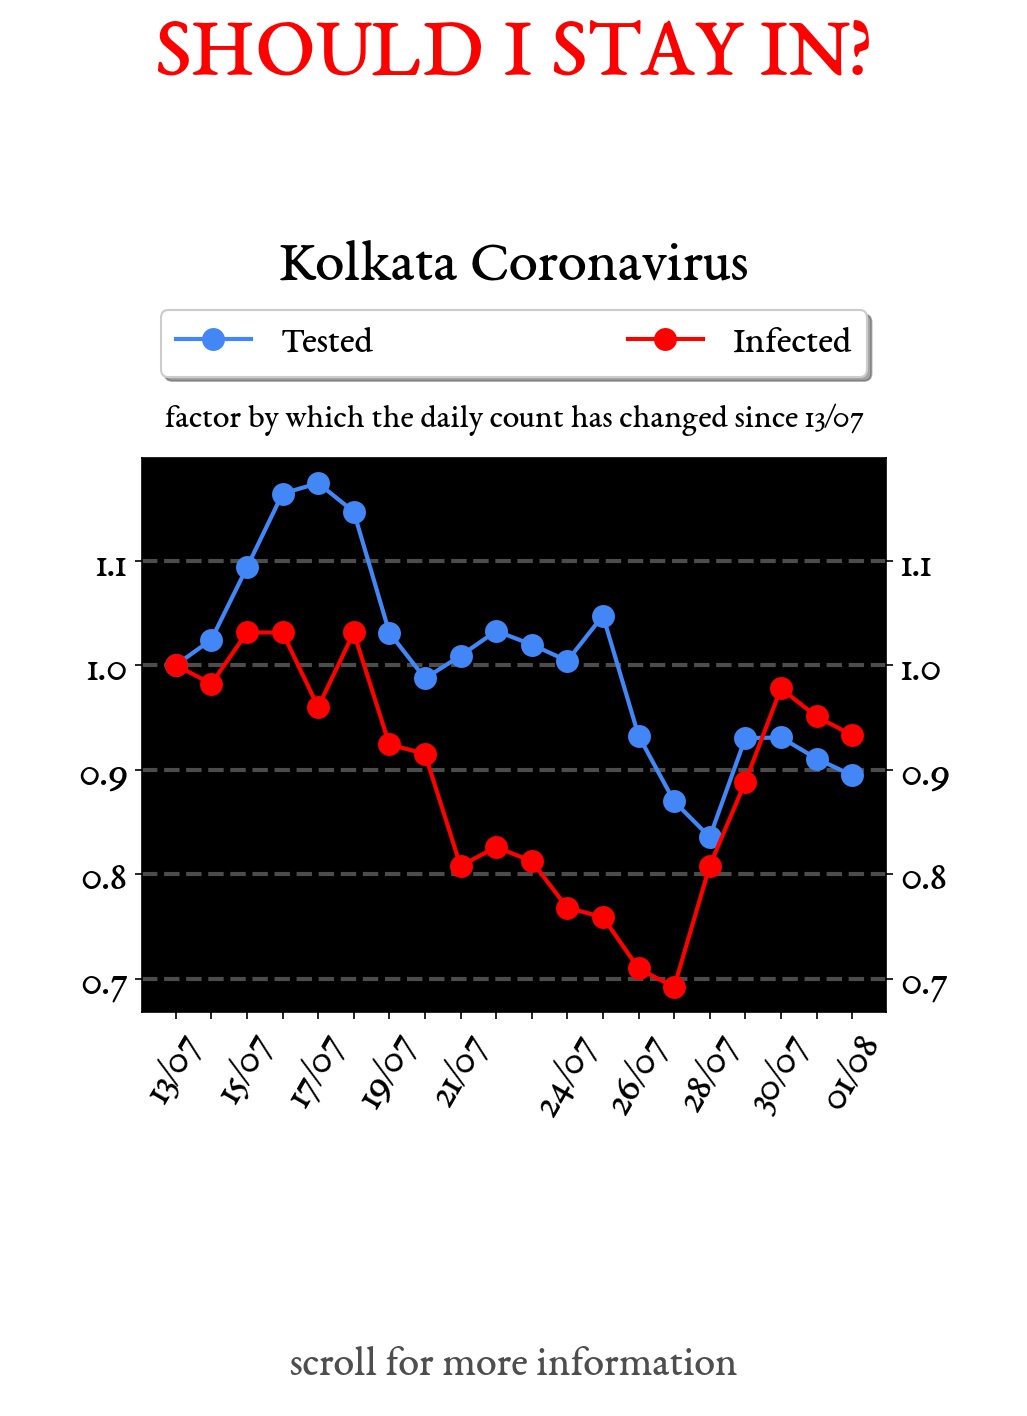 SHOULD I STAY IN?
Kolkata Coronavirus
Tested Infected
factor by which the daily count has changed since 13/07
1.1 1.1
1.0 1.0
0.9 0.9
0.8 0.8
0.7 0.7
13/07 15/07 17/07 19/07 21/07 24/07 26/07 28/07 30/07 01/08
scroll for more information